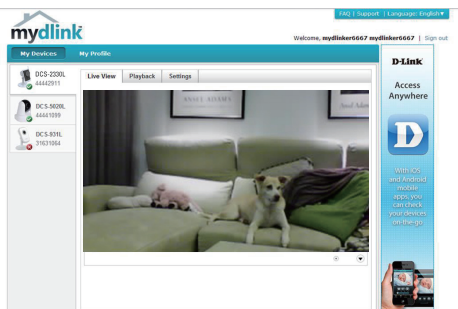 FAQ | Support | Language: English▼
mydlink
Welcome, mydlinker6667 mydlinker6667 | Sign out
My Devices My Profile
DCS-2330L
44442911
DCS-5020L
44441099
DCS-931L
31631064
Live View Playback Settings
ANSEL ADAMS
D-Link
Access
Anywhere
D
With iOS
and Android
mobile
apps, you
can check
your devices
on-the-go